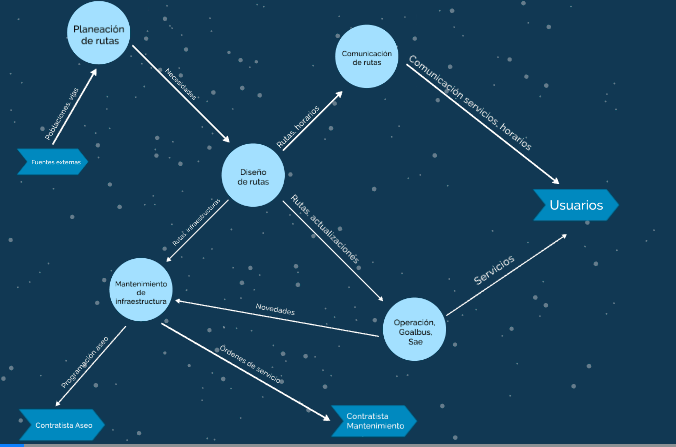 Planeación
de rutas
Necesidades
Poblaciones, vías
Fuentes externas
Comunicación
de rutas
Comunicación servicios, horarios
Rutas, horarios
Diseño
de rutas
Usuarios
Rutas, infraestructuras
Rutas, actualizacionés
Servicios
Mantenimiento
de
infraestructura
Novedades
Operación,
Goalbus,
Sae
Programación aseo
Órdenes de servicio
Contratista Aseo
Contratista
Mantenimiento